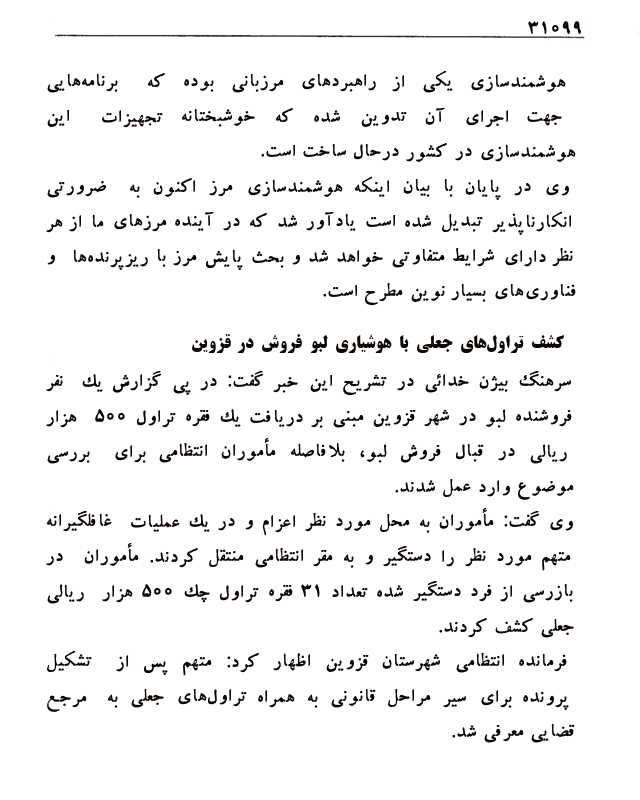 ۳۱۰۹۹
هوشمندسازی یکی از راهبردهای مرزبانی بوده که برنامه‌هایی
جهت اجرای آن تدوین شده که خوشبختانه تجهیزات این
هوشمندسازی در کشور درحال ساخت است.
وی در پایان با بیان اینکه هوشمندسازی مرز اکنون به ضرورتی
انکارناپذیر تبدیل شده است یادآور شد که در آینده مرزهای ما از هر
نظر دارای شرایط متفاوتی خواهد شد و بحث پایش مرز با ریزپرنده‌ها و
فناوری‌های بسیار نوین مطرح است.
کشف تراول‌های جعلی با هوشیاری لبو فروش در قزوین
سرهنگ بیژن خدائی در تشریح این خبر گفت: در پی گزارش یك نفر
فروشنده لبو در شهر قزوین مبنی بر دریافت یك فقره تراول ۵۰۰ هزار
ریالی در قبال فروش لبو، بلافاصله مأموران انتظامی برای بررسی
موضوع وارد عمل شدند.
وی گفت: مأموران به محل مورد نظر اعزام و در یك عملیات غافلگیرانه
متهم مورد نظر را دستگیر و به مقر انتظامی منتقل کردند. مأموران در
بازرسی از فرد دستگیر شده تعداد ۳۱ فقره تراول چك ۵۰۰ هزار ریالی
جعلی کشف کردند.
فرمانده انتظامی شهرستان قزوین اظهار کرد: متهم پس از تشکیل
پرونده برای سیر مراحل قانونی به همراه تراول‌های جعلی به مرجع
قضایی معرفی شد.